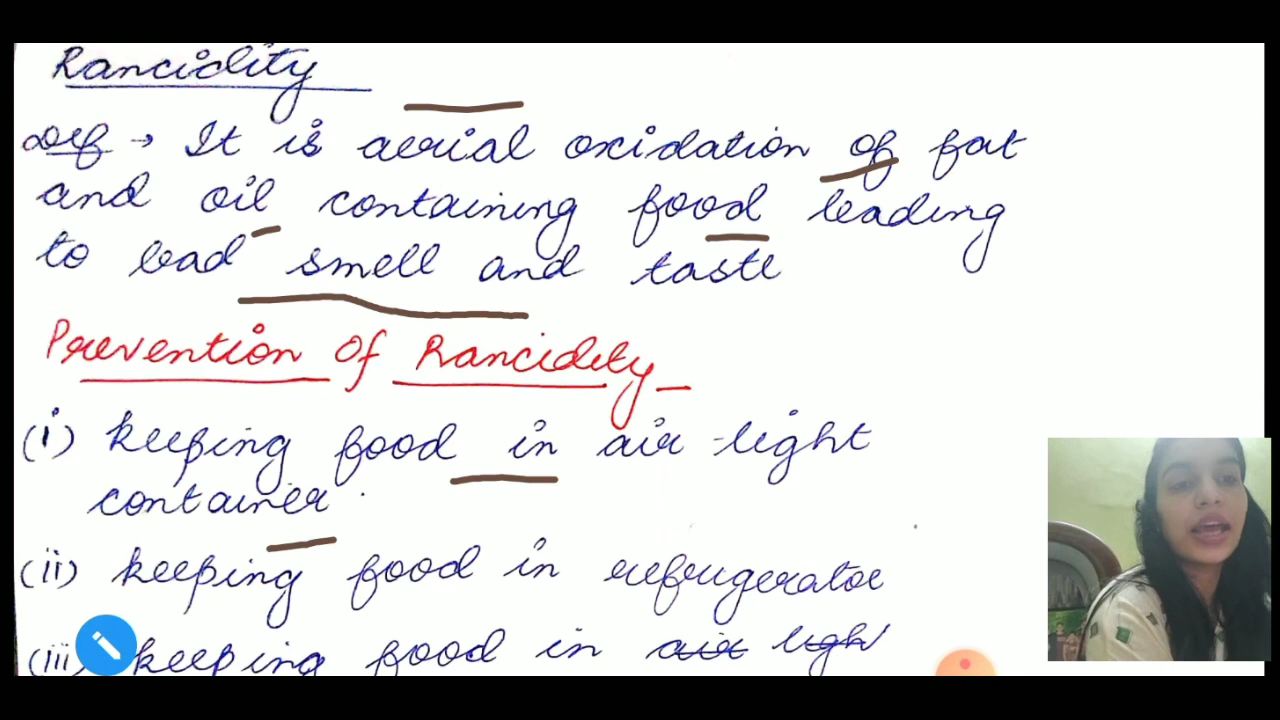 Rancidity
Def → It is aerial oxidation of fat
and oil containing food leading
to bad smell and taste
Prevention Of Rancidity -
(i) keeping food in air -light
container.
(ii) keeping food in refrigerator
(iii) keeping food in air light